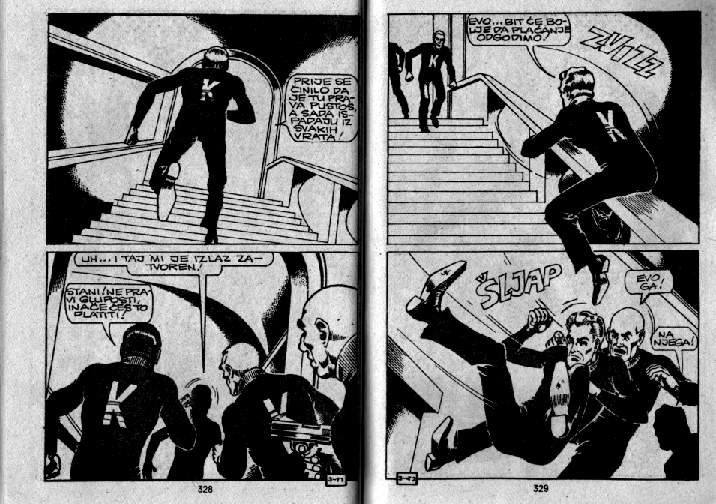 PRIJE SE
ČINILO DA
JE TU PRA-
VA PUSTOŠ,
A SADA IS-
PADAJU IZ
SVAKIH
VRATA!
K
UH... I TAJ MI JE IZLAZ ZA-
TVOREN!
STANI! NE PRA-
VI GLUPOSTI,
INAČE ĆEŠ TO
PLATITI!
K
328
EVO... BIT ĆE BO-
LJE DA PLAĆANJE
ODGODIMO!
ZVIZZ
K
K
ŠLJAP
EVO
GA!
NA
NJEGA!
329